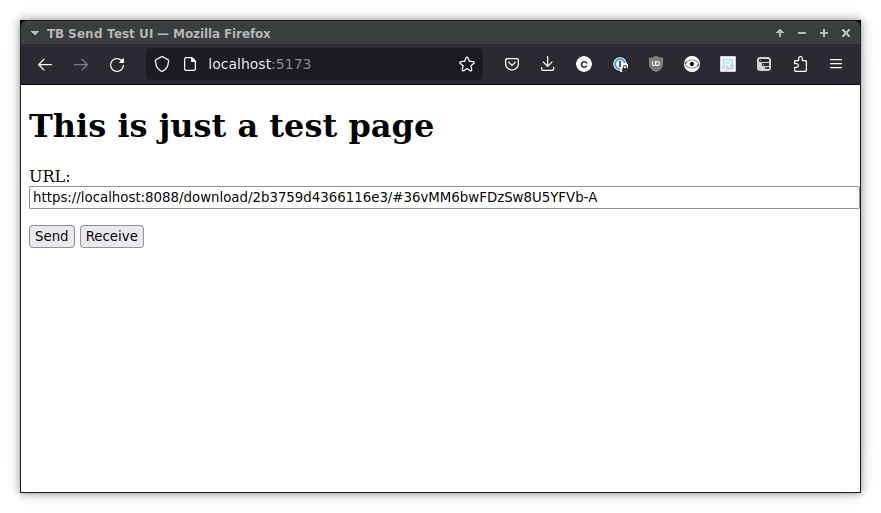 TB Send Test UI — Mozilla Firefox
localhost:5173
This is just a test page
URL:
https://localhost:8088/download/2b3759d4366116e3/#36vMM6bwFDzSw8U5YFVb-A
Send Receive